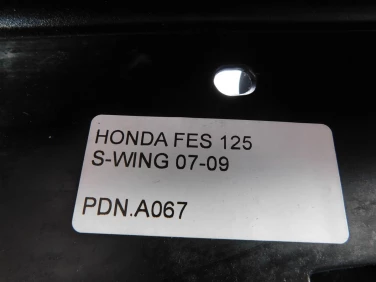 HONDA FES 125
S-WING 07-09
PDN.A067